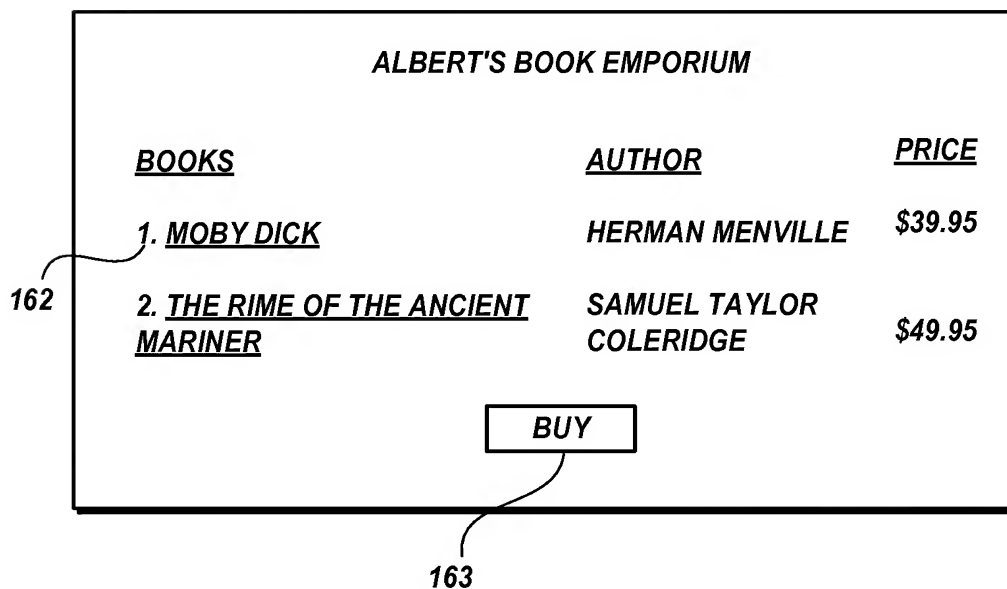 ALBERT'S BOOK EMPORIUM
BOOKS AUTHOR PRICE
1. MOBY DICK HERMAN MENVILLE $39.95
162
2. THE RIME OF THE ANCIENT SAMUEL TAYLOR
MARINER COLERIDGE $49.95
BUY
163